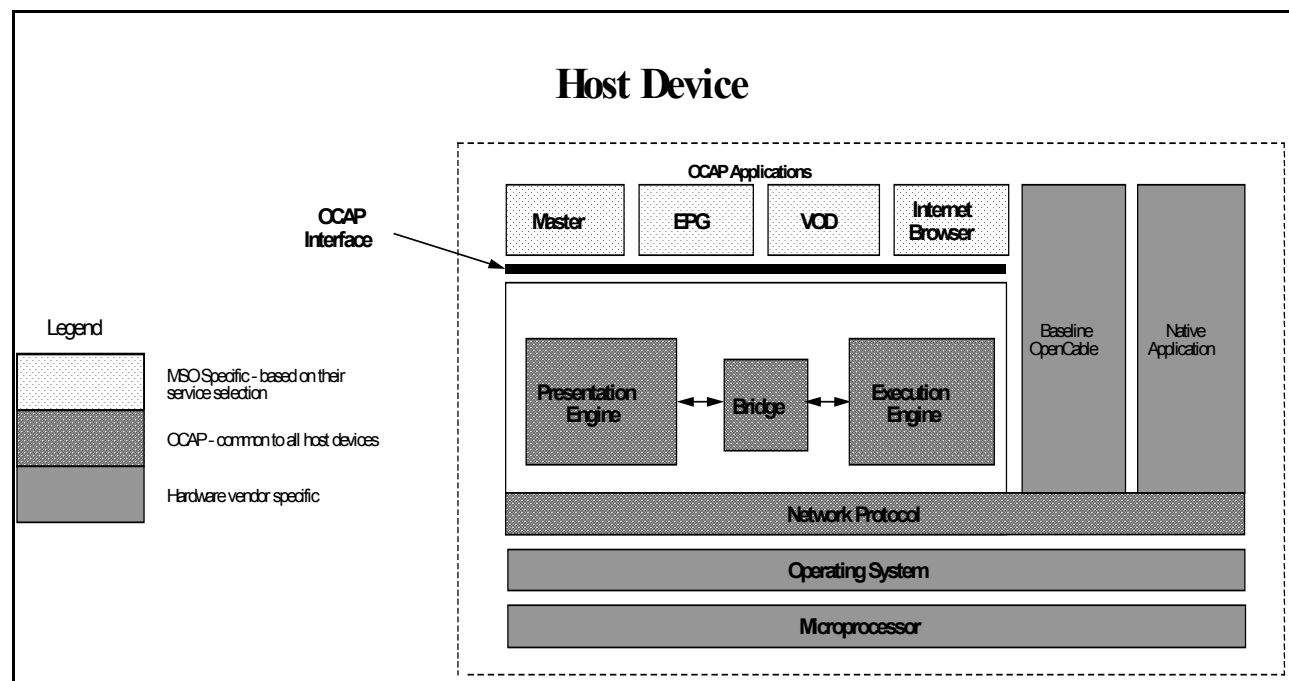 Host Device
OCAP Applications
OCAP
Interface
Master
EPG
VOD
Internet
Browser
Legend
MSO Specific - based on their
service selection
OCAP - common to all host devices
Hardware vendor specific
Presentation
Engine
Bridge
Execution
Engine
Baseline
OpenCable
Native
Application
Network Protocol
Operating System
Microprocessor